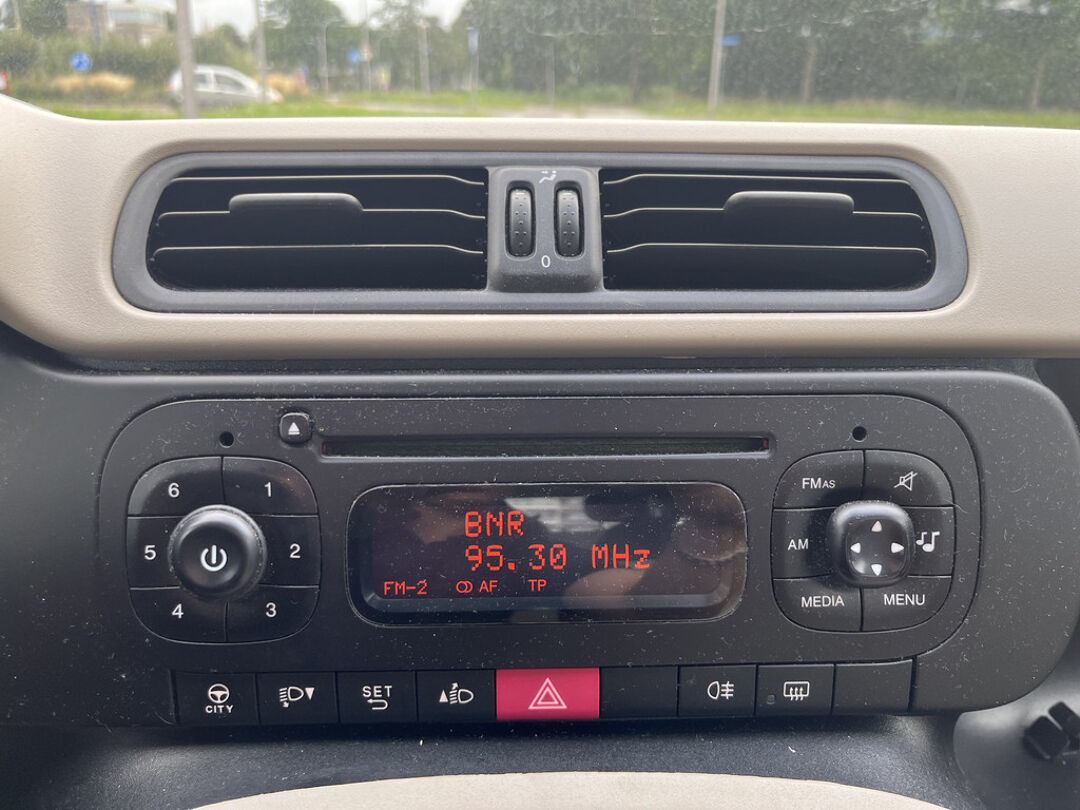 0
6 1
5 2
4 3
BNR
95.30 MHz
FM-2 AF TP
FMAS
AM
MEDIA MENU
CITY
SET